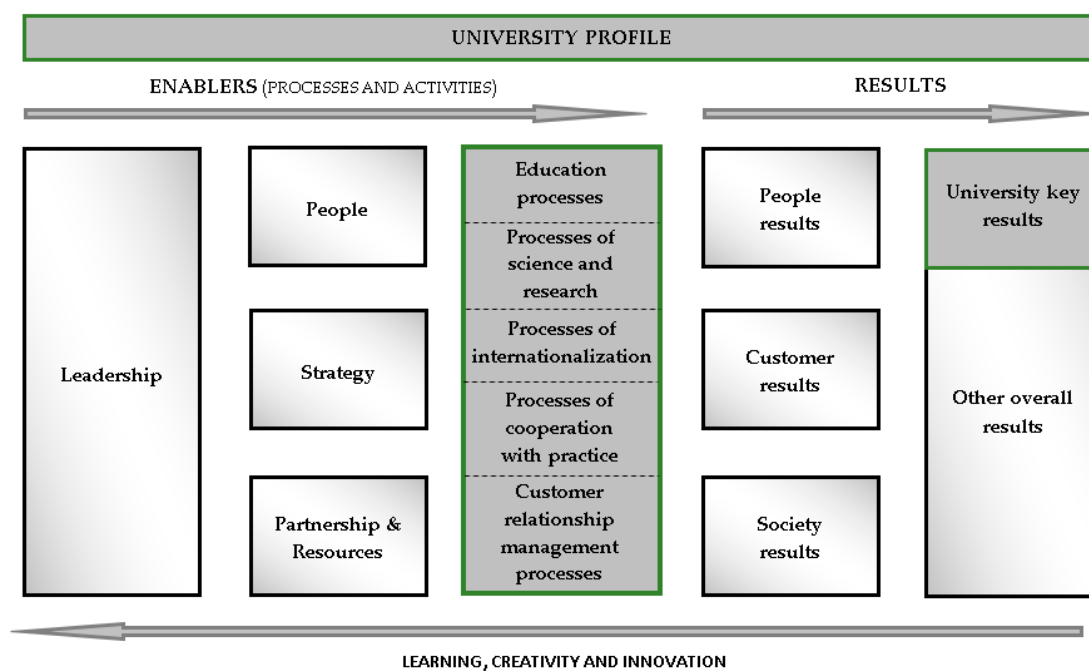 UNIVERSITY PROFILE
ENABLERS (PROCESSES AND ACTIVITIES)
RESULTS
Leadership
People
Strategy
Partnership &
Resources
Education
processes
Processes of
science and
research
Processes of
internationalization
Processes of
cooperation
with practice
Customer
relationship
management
processes
People
results
Customer
results
Society
results
University key
results
Other overall
results
LEARNING, CREATIVITY AND INNOVATION